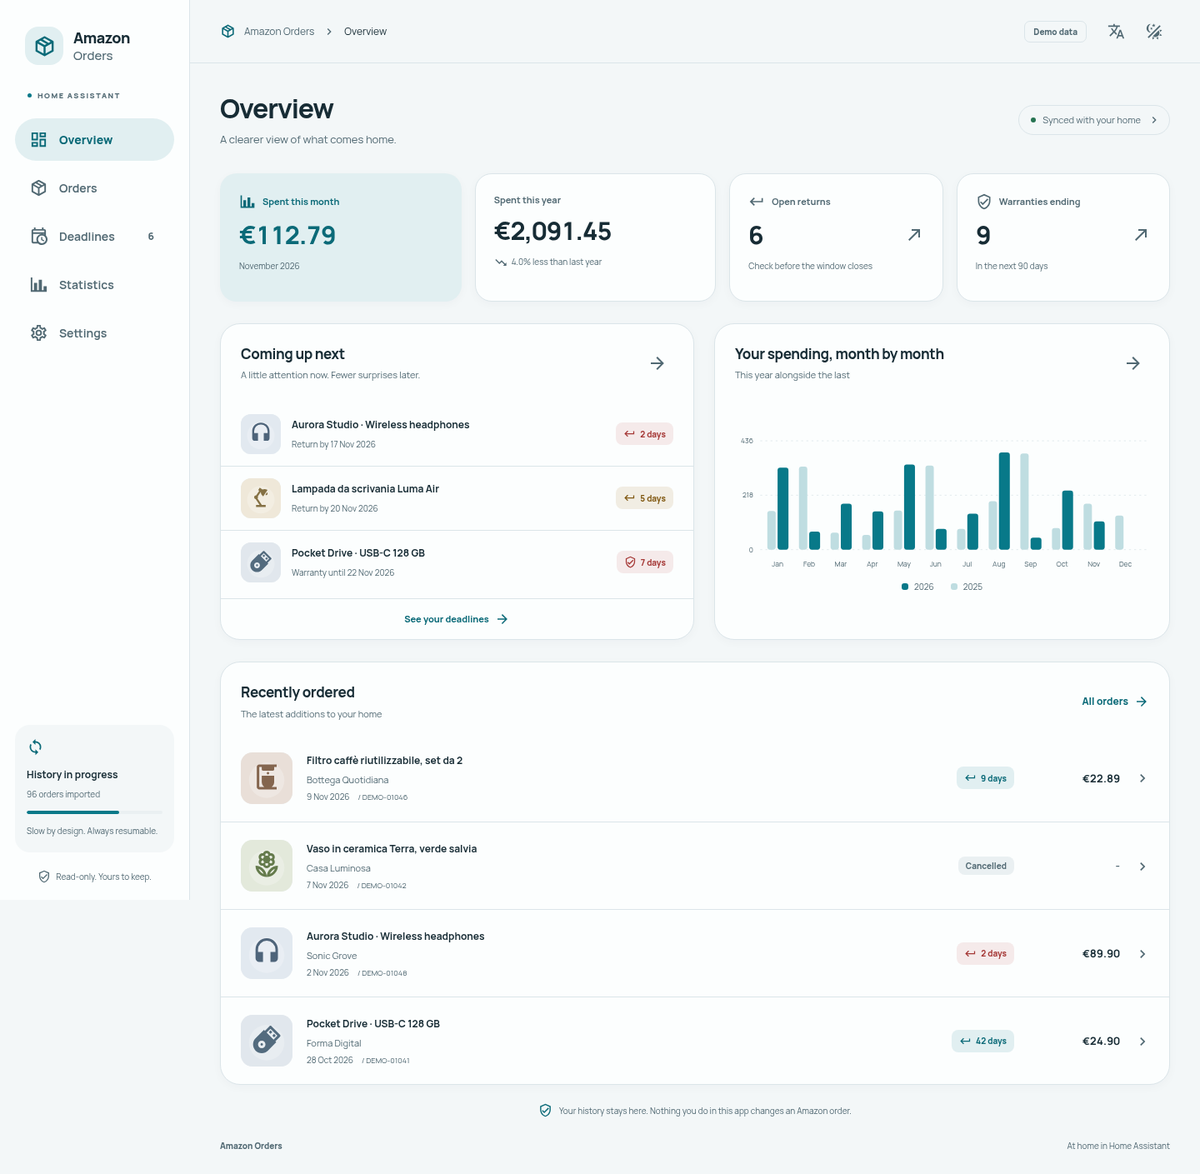 Amazon
Orders
HOME ASSISTANT
Overview
Orders
Deadlines 6
Statistics
Settings
History in progress
96 orders imported
Slow by design. Always resumable.
Read-only. Yours to keep.
Amazon Orders > Overview
Demo data
Overview
A clearer view of what comes home.
Synced with your home
Spent this month
€112.79
November 2026
Spent this year
€2,091.45
4.0% less than last year
Open returns
6
Check before the window closes
Warranties ending
9
In the next 90 days
Coming up next
A little attention now. Fewer surprises later.
Aurora Studio · Wireless headphones
Return by 17 Nov 2026
2 days
Lampada da scrivania Luma Air
Return by 20 Nov 2026
5 days
Pocket Drive · USB-C 128 GB
Warranty until 22 Nov 2026
7 days
See your deadlines
Your spending, month by month
This year alongside the last
436
218
0
Jan Feb Mar Apr May Jun Jul Aug Sep Oct Nov Dec
2026 2025
Recently ordered
The latest additions to your home
All orders
Filtro caffè riutilizzabile, set da 2
Bottega Quotidiana
9 Nov 2026 / DEMO-01046
9 days
€22.89
Vaso in ceramica Terra, verde salvia
Casa Luminosa
7 Nov 2026 / DEMO-01042
Cancelled
-
Aurora Studio · Wireless headphones
Sonic Grove
2 Nov 2026 / DEMO-01048
2 days
€89.90
Pocket Drive · USB-C 128 GB
Forma Digital
28 Oct 2026 / DEMO-01041
42 days
€24.90
Your history stays here. Nothing you do in this app changes an Amazon order.
Amazon Orders
At home in Home Assistant